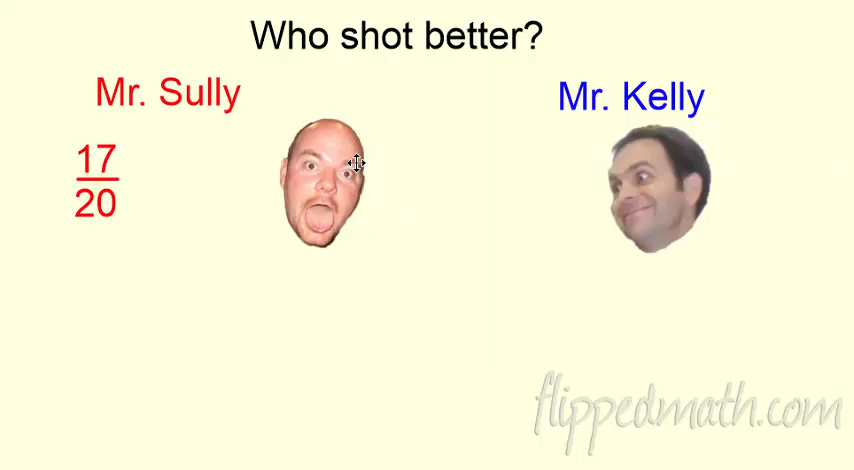 Who shot better?
Mr. Sully
Mr. Kelly
17
20
flippedmath.com